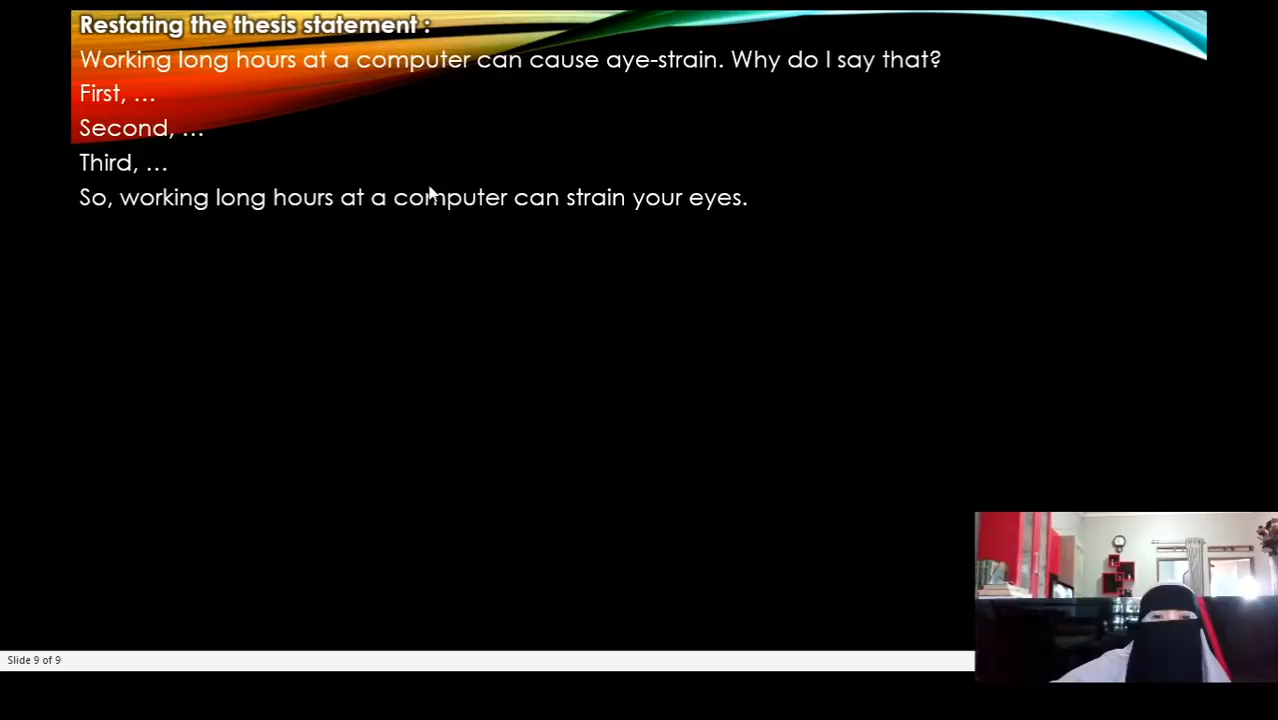 Restating the thesis statement :
Working long hours at a computer can cause aye-strain. Why do I say that?
First, …
Second, …
Third, …
So, working long hours at a computer can strain your eyes.
Slide 9 of 9